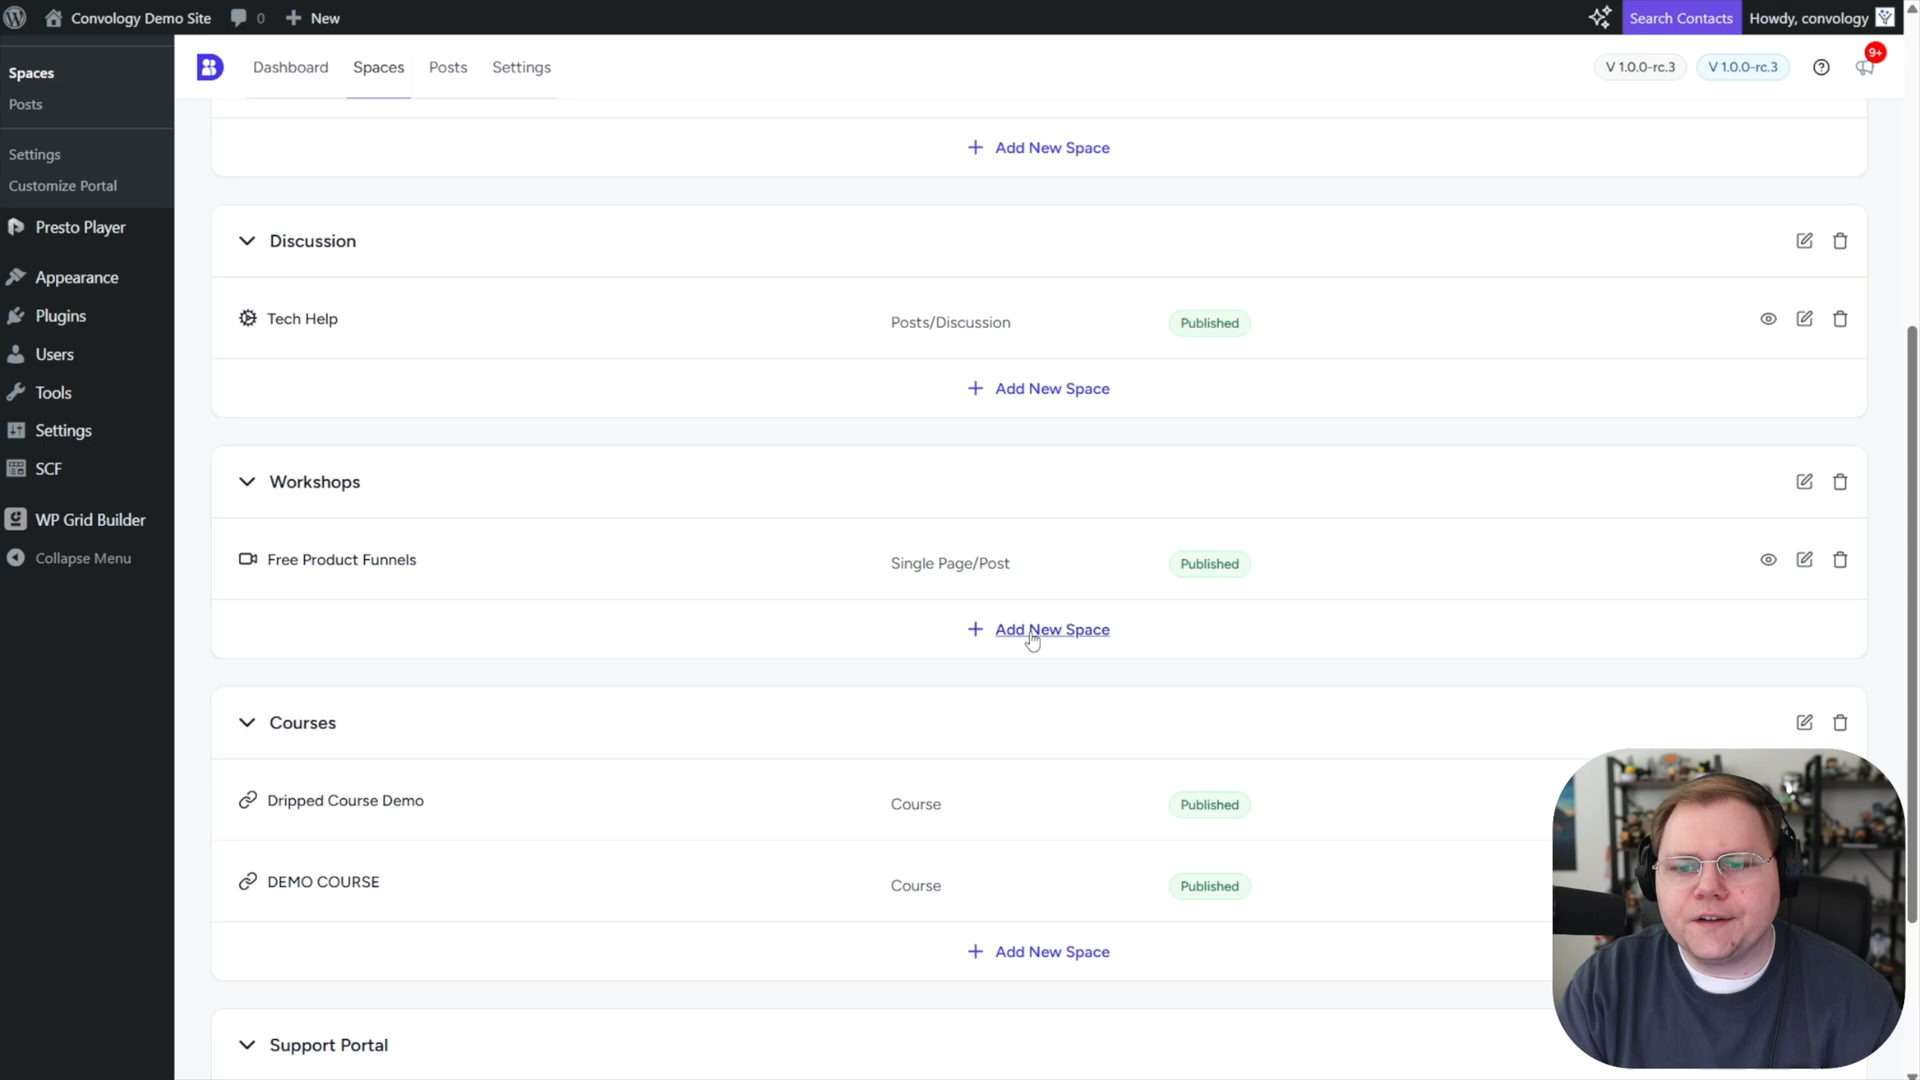 Convology Demo Site
0
New
Search Contacts
Howdy, convology
Spaces
Posts
Settings
Customize Portal
Presto Player
Appearance
Plugins
Users
Tools
Settings
SCF
WP Grid Builder
Collapse Menu
Dashboard
Spaces
Posts
Settings
V 1.0.0-rc.3
V 1.0.0-rc.3
9+
Add New Space
Discussion
Tech Help
Posts/Discussion
Published
Add New Space
Workshops
Free Product Funnels
Single Page/Post
Published
Add New Space
Courses
Dripped Course Demo
Course
Published
DEMO COURSE
Course
Published
Add New Space
Support Portal